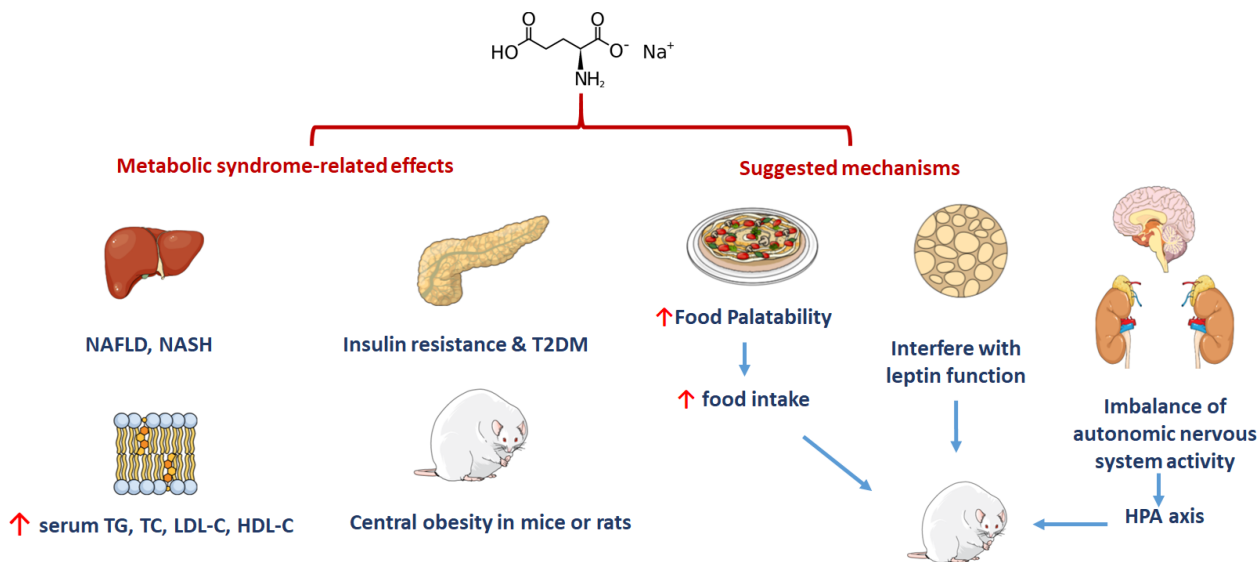 O O
HO O⁻ Na⁺
NH₂
Metabolic syndrome-related effects
Suggested mechanisms
NAFLD, NASH
Insulin resistance & T2DM
↑ serum TG, TC, LDL-C, HDL-C
Central obesity in mice or rats
↑Food Palatability
↑ food intake
Interfere with
leptin function
Imbalance of
autonomic nervous
system activity
HPA axis